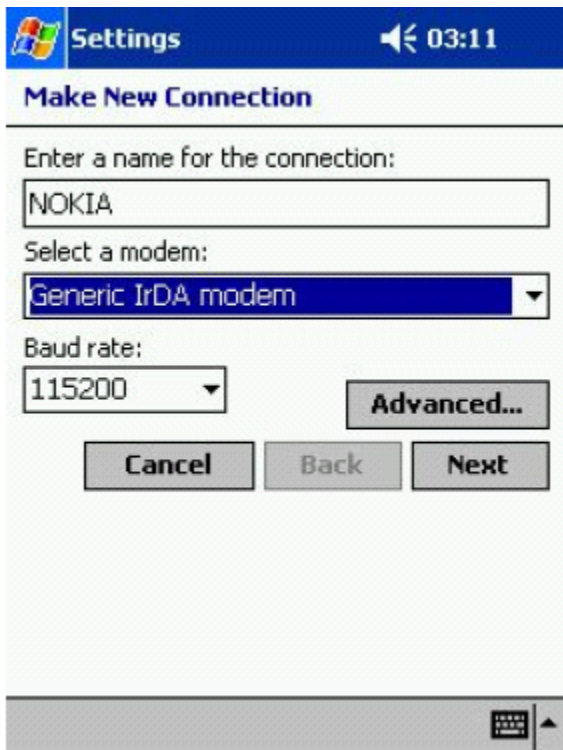 Settings 03:11
Make New Connection
Enter a name for the connection:
NOKIA
Select a modem:
Generic IrDA modem
Baud rate:
115200
Advanced...
Cancel Back Next